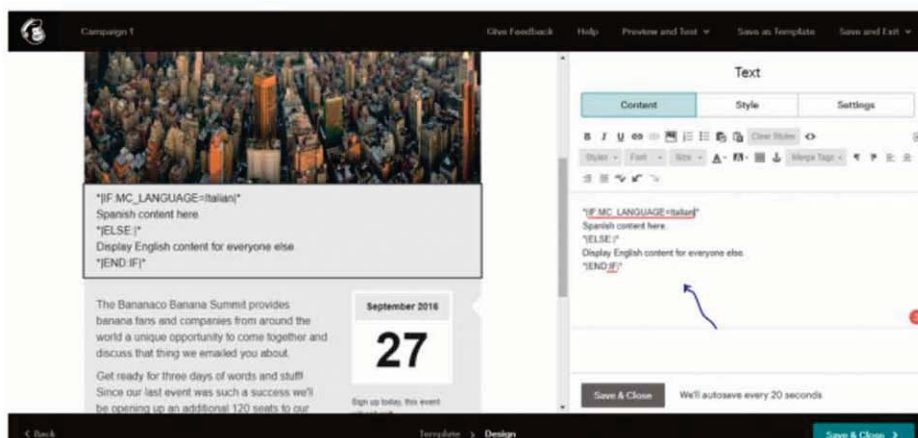 Campaign 1
Give Feedback
Help
Preview and Test
Save as Template
Save and Exit
*|IF:MC_LANGUAGE=Italian|*
Spanish content here
*|ELSE:|*
Display English content for everyone else
*|END:IF|*
The Bananaco Banana Summit provides
banana fans and companies from around the
world a unique opportunity to come together and
discuss that thing we emailed you about.
Get ready for three days of words and stuff!
Since our last event was such a success we'll
be opening up an additional 120 seats to our
September 2016
27
Sign up today, this event
Text
Content
Style
Settings
B I U
Clear Styles
Styles
Font
Size
A
Merge Tags
*|IF:MC_LANGUAGE=Italian|*
Spanish content here
*|ELSE:|*
Display English content for everyone else
*|END:IF|*
Save & Close
We'll autosave every 20 seconds
< Back
Template > Design
Save & Close >